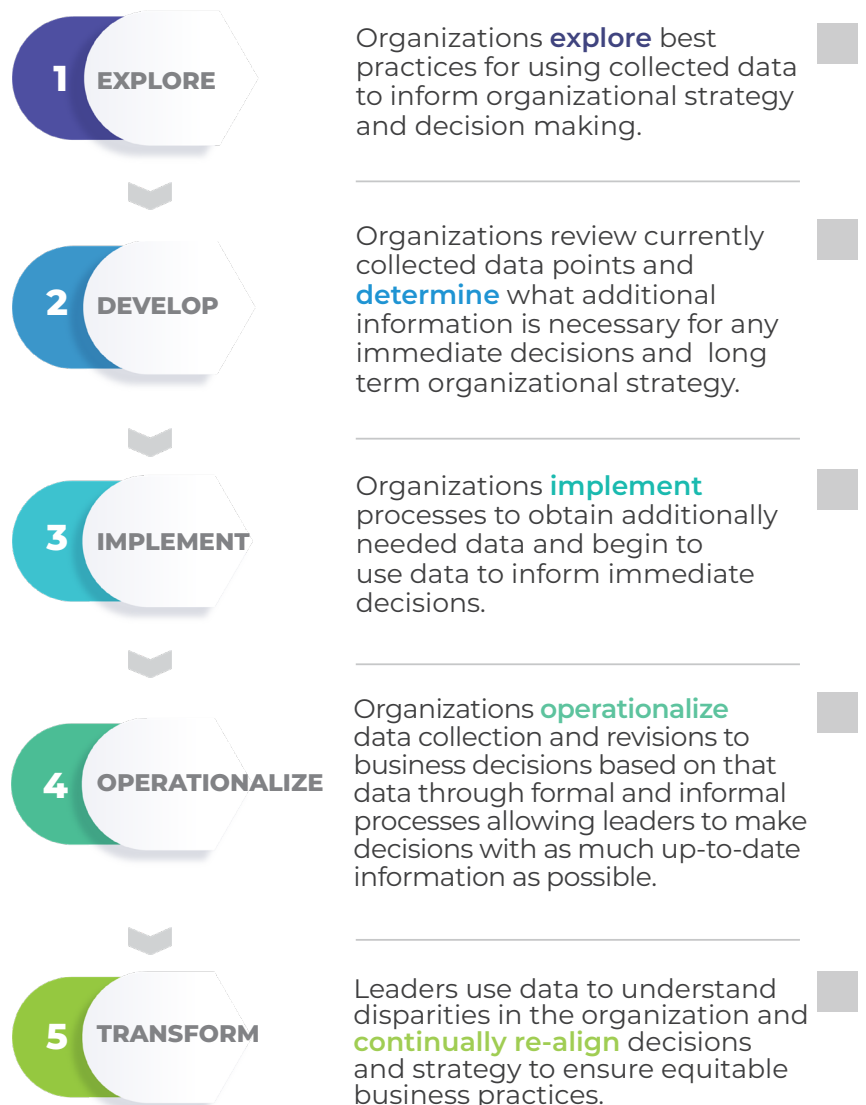 1 EXPLORE
Organizations explore best
practices for using collected data
to inform organizational strategy
and decision making.
2 DEVELOP
Organizations review currently
collected data points and
determine what additional
information is necessary for any
immediate decisions and  long
term organizational strategy.
3 IMPLEMENT
Organizations implement
processes to obtain additionally
needed data and begin to
use data to inform immediate
decisions.
4 OPERATIONALIZE
Organizations operationalize
data collection and revisions to
business decisions based on that
data through formal and informal
processes allowing leaders to make
decisions with as much up-to-date
information as possible.
5 TRANSFORM
Leaders use data to understand
disparities in the organization and
continually re-align decisions
and strategy to ensure equitable
business practices.